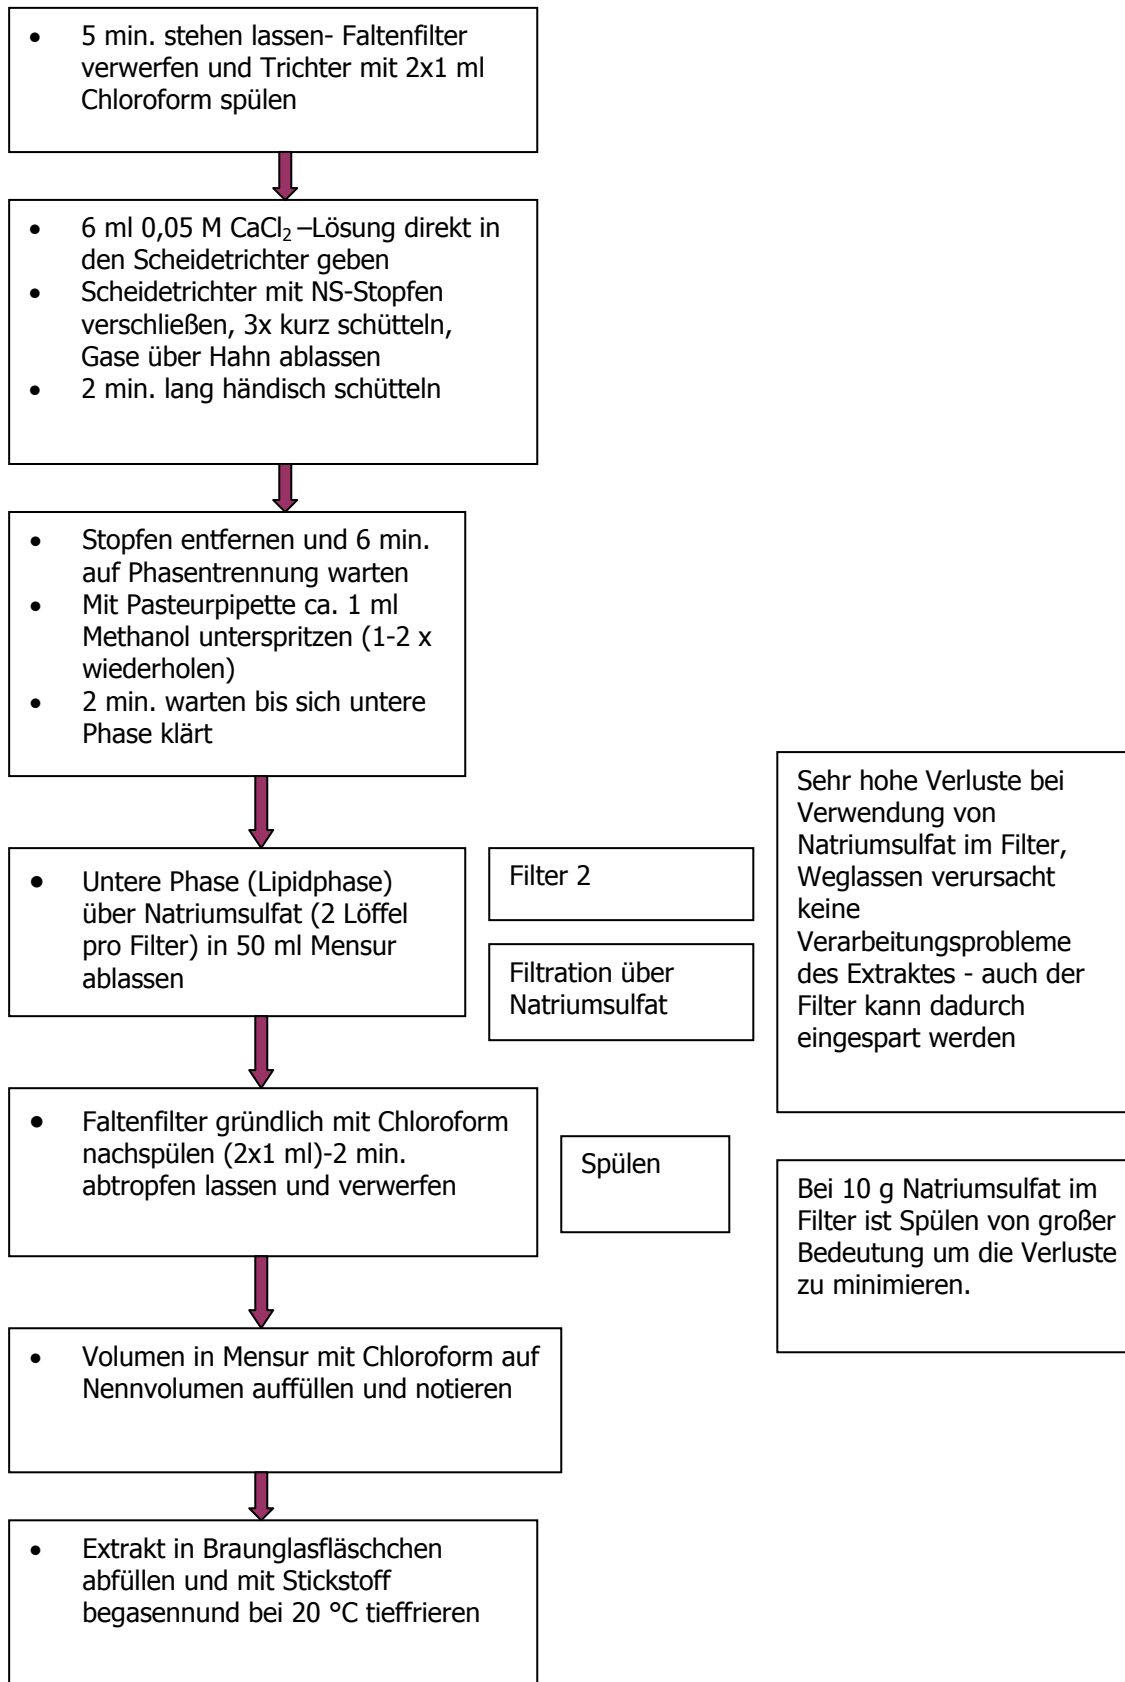 • 5 min. stehen lassen- Faltenfilter
verwerfen und Trichter mit 2x1 ml
Chloroform spülen
• 6 ml 0,05 M CaCl₂ –Lösung direkt in
den Scheidetrichter geben
• Scheidetrichter mit NS-Stopfen
verschließen, 3x kurz schütteln,
Gase über Hahn ablassen
• 2 min. lang händisch schütteln
• Stopfen entfernen und 6 min.
auf Phasentrennung warten
• Mit Pasteurpipette ca. 1 ml
Methanol unterspritzen (1-2 x
wiederholen)
• 2 min. warten bis sich untere
Phase klärt
• Untere Phase (Lipidphase)
über Natriumsulfat (2 Löffel
pro Filter) in 50 ml Mensur
ablassen
Filter 2
Filtration über
Natriumsulfat
Sehr hohe Verluste bei
Verwendung von
Natriumsulfat im Filter,
Weglassen verursacht
keine
Verarbeitungsprobleme
des Extraktes - auch der
Filter kann dadurch
eingespart werden
• Faltenfilter gründlich mit Chloroform
nachspülen (2x1 ml)-2 min.
abtropfen lassen und verwerfen
Spülen
Bei 10 g Natriumsulfat im
Filter ist Spülen von großer
Bedeutung um die Verluste
zu minimieren.
• Volumen in Mensur mit Chloroform auf
Nennvolumen auffüllen und notieren
• Extrakt in Braunglasfläschchen
abfüllen und mit Stickstoff
begasennund bei 20 °C tieffrieren